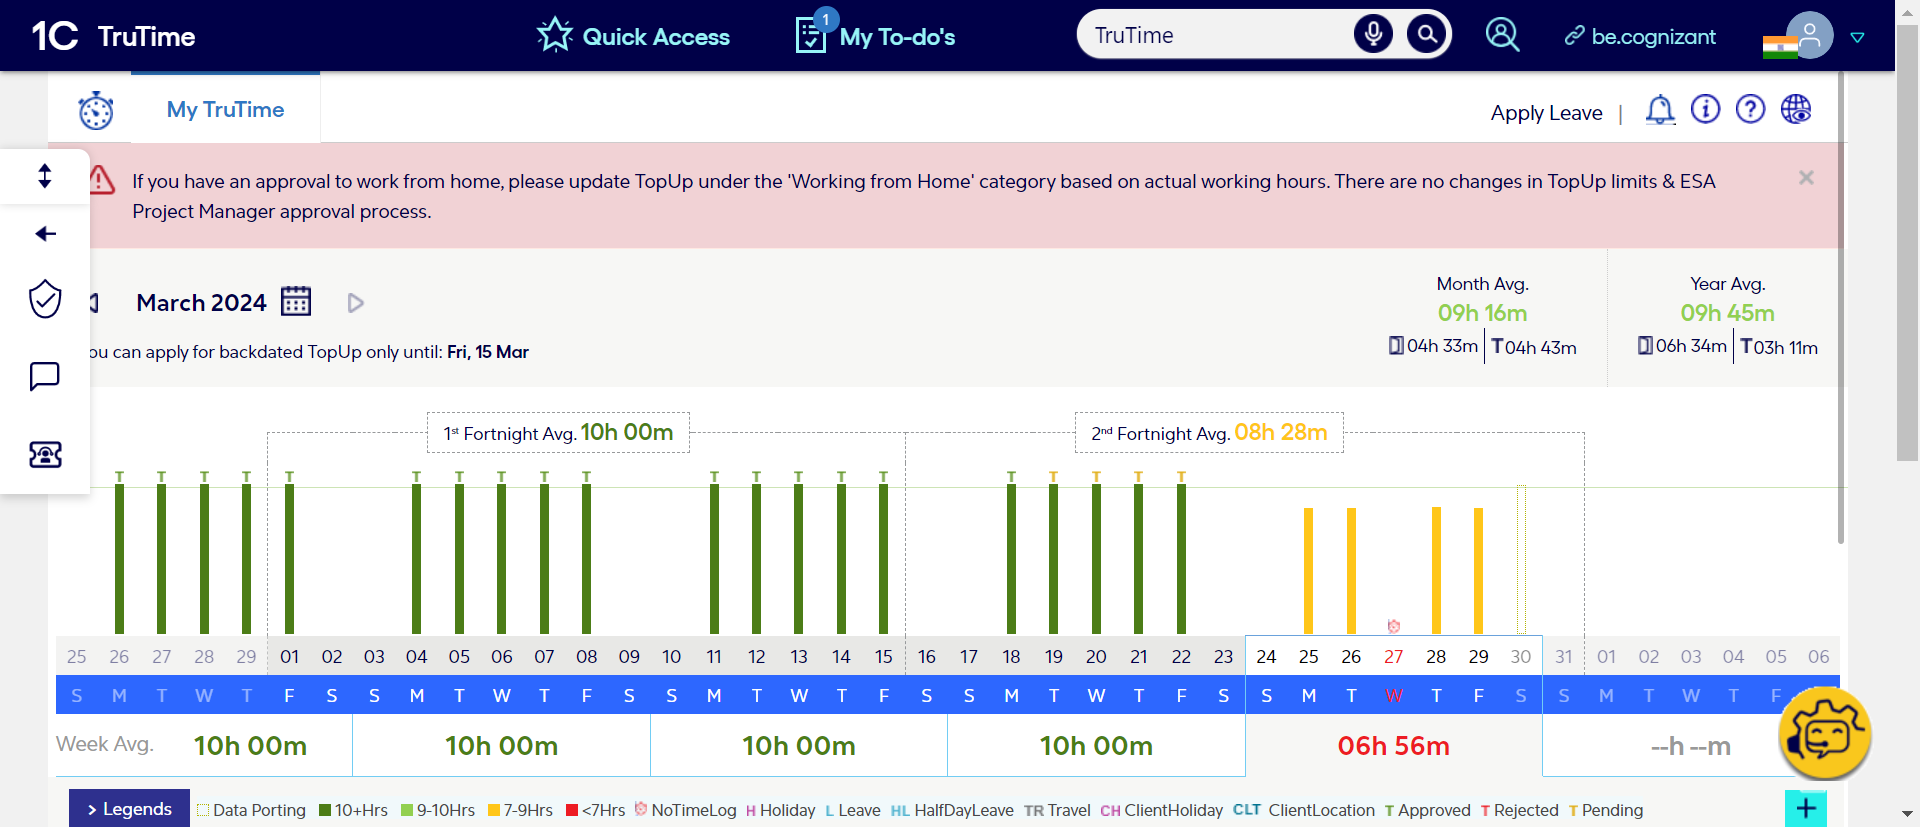 1C TruTime
Quick Access
1
My To-do's
TruTime
be.cognizant
My TruTime
Apply Leave |
If you have an approval to work from home, please update TopUp under the 'Working from Home' category based on actual working hours. There are no changes in TopUp limits & ESA
Project Manager approval process.
March 2024
ou can apply for backdated TopUp only until: Fri, 15 Mar
Month Avg.
09h 16m
04h 33m T 04h 43m
Year Avg.
09h 45m
06h 34m T 03h 11m
1st Fortnight Avg. 10h 00m
2nd Fortnight Avg. 08h 28m
T T T T T T T T T T T T T T T T T T T T
25 26 27 28 29 01 02 03 04 05 06 07 08 09 10 11 12 13 14 15 16 17 18 19 20 21 22 23 24 25 26 27 28 29 30 31 01 02 03 04 05 06
S M T W T F S S M T W T F S S M T W T F S S M T W T F S S M T W T F S S M T W T F
Week Avg. 10h 00m 10h 00m 10h 00m 10h 00m 06h 56m --h --m
> Legends Data Porting 10+Hrs 9-10Hrs 7-9Hrs <7Hrs NoTimeLog H Holiday L Leave HL HalfDayLeave TR Travel CH ClientHoliday CLT ClientLocation T Approved T Rejected T Pending